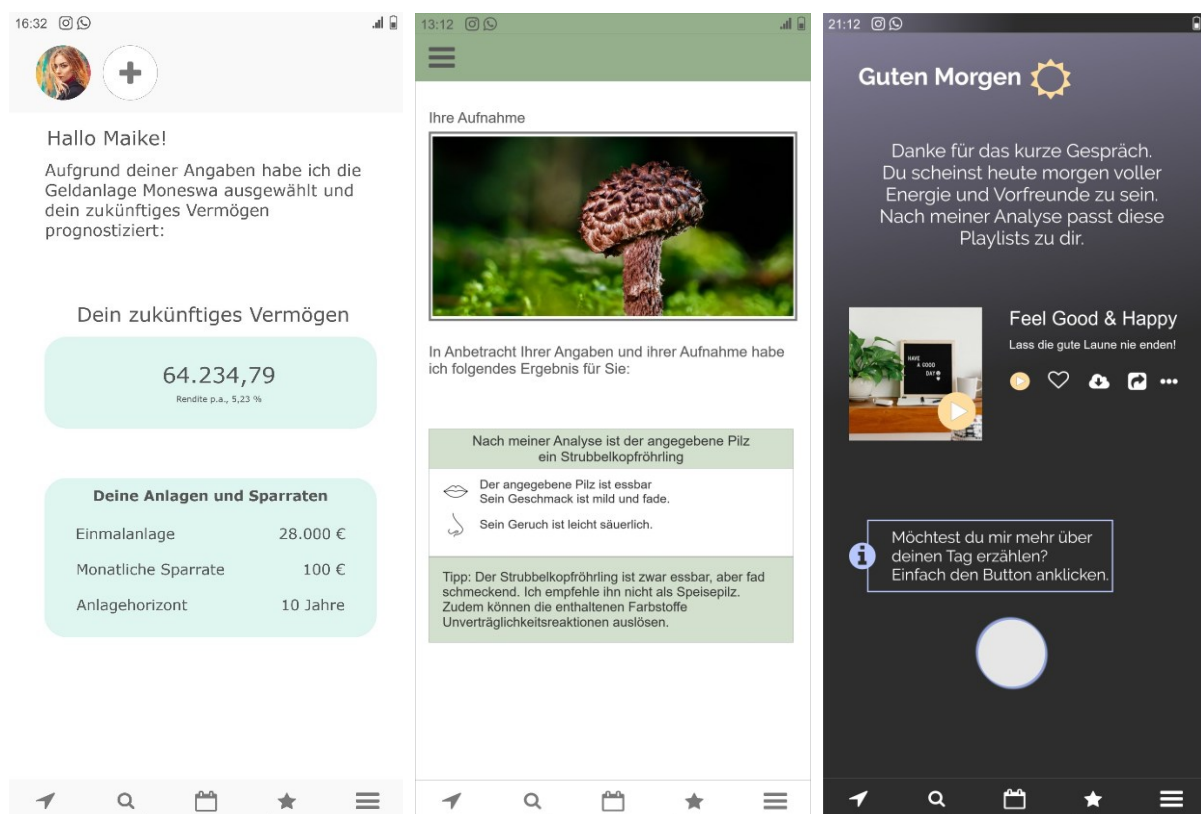 16:32
Hallo Maike!
Aufgrund deiner Angaben habe ich die
Geldanlage Moneswa ausgewählt und
dein zukünftiges Vermögen
prognostiziert:
Dein zukünftiges Vermögen
64.234,79
Rendite p.a., 5,23 %
Deine Anlagen und Sparraten
Einmalanlage 28.000 €
Monatliche Sparrate 100 €
Anlagehorizont 10 Jahre
13:12
Ihre Aufnahme
In Anbetracht Ihrer Angaben und ihrer Aufnahme habe
ich folgendes Ergebnis für Sie:
Nach meiner Analyse ist der angegebene Pilz
ein Strubbelkopfröhrling
Der angegebene Pilz ist essbar
Sein Geschmack ist mild und fade.
Sein Geruch ist leicht säuerlich.
Tipp: Der Strubbelkopfröhrling ist zwar essbar, aber fad
schmeckend. Ich empfehle ihn nicht als Speisepilz.
Zudem können die enthaltenen Farbstoffe
Unverträglichkeitsreaktionen auslösen.
21:12
Guten Morgen
Danke für das kurze Gespräch.
Du scheinst heute morgen voller
Energie und Vorfreunde zu sein.
Nach meiner Analyse passt diese
Playlists zu dir.
HAVE
A GOOD
DAY
Feel Good & Happy
Lass die gute Laune nie enden!
Möchtest du mir mehr über
deinen Tag erzählen?
Einfach den Button anklicken.